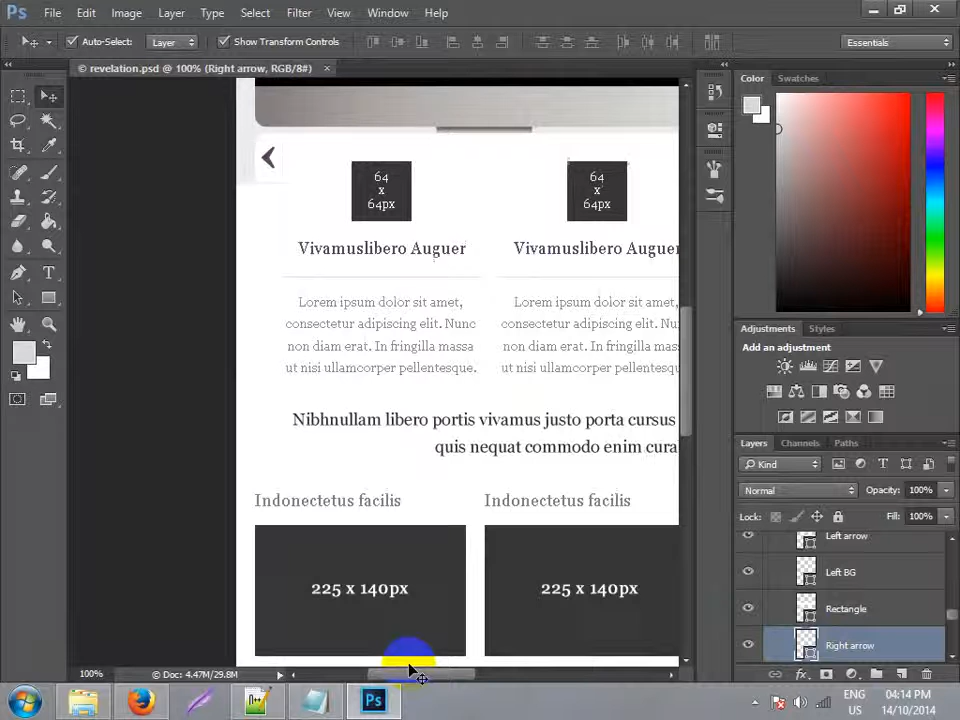 Ps File Edit Image Layer Type Select Filter View Window Help
Auto-Select: Layer Show Transform Controls Essentials
© revelation.psd @ 100% (Right arrow, RGB/8#) ×
Color Swatches
64
x
64px
64
x
64px
Vivamuslibero Auguer
Vivamuslibero Auguer
Lorem ipsum dolor sit amet,
consectetur adipiscing elit. Nunc
non diam erat. In fringilla massa
ut nisi ullamcorper pellentesque.
Lorem ipsum dolor sit amet,
consectetur adipiscing elit. Nunc
non diam erat. In fringilla mas
ut nisi ullamcorper pellentesq
Nibhnullam libero portis vivamus justo porta cursus
quis nequat commodo enim cura
Indonectetus facilis
Indonectetus facilis
225 x 140px
225 x 140px
Adjustments Styles
Add an adjustment
Layers Channels Paths
Kind
Normal Opacity: 100%
Lock: Fill: 100%
Left arrow
Left BG
Rectangle
Right arrow
100% © Doc: 4.47M/29.8M
Ps
ENG
US
04:14 PM
14/10/2014